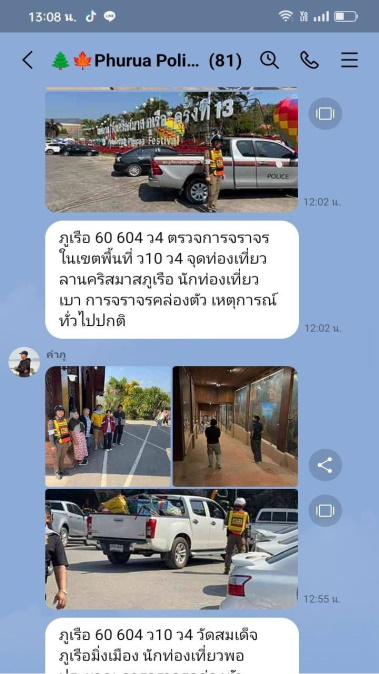 13:08 น.
Phurua Poli... (81)
ครั้งที่ 13
Phurua Festival
POLICE
12:02 น.
ภูเรือ 60 604 ว4 ตรวจการจราจร
ในเขตพื้นที่ ว10 ว4 จุดท่องเที่ยว
ลานคริสมาสภูเรือ นักท่องเที่ยว
เบา การจราจรคล่องตัว เหตุการณ์
ทั่วไปปกติ
12:02 น.
คำภู
12:55 น.
ภูเรือ 60 604 ว10 ว4 วัดสมเด็จ
ภูเรือมิ่งเมือง นักท่องเที่ยวพอ